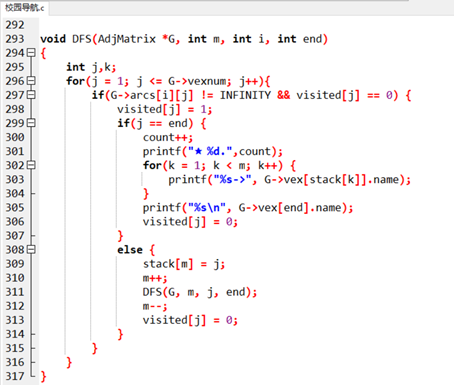 校园导航.c
292
293 void DFS(AdjMatrix *G, int m, int i, int end)
294 {
295     int j,k;
296     for(j = 1; j <= G->vexnum; j++){
297         if(G->arcs[i][j] != INFINITY && visited[j] == 0) {
298             visited[j] = 1;
299             if(j == end) {
300                 count++;
301                 printf("★ %d.",count);
302                 for(k = 1; k < m; k++) {
303                     printf("%s->", G->vex[stack[k]].name);
304                 }
305                 printf("%s\n", G->vex[end].name);
306                 visited[j] = 0;
307             }
308             else {
309                 stack[m] = j;
310                 m++;
311                 DFS(G, m, j, end);
312                 m--;
313                 visited[j] = 0;
314             }
315         }
316     }
317 }